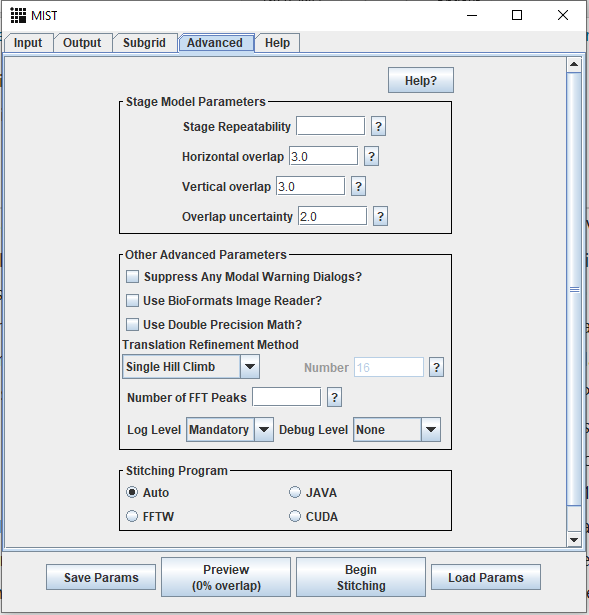 MIST
Input Output Subgrid Advanced Help
Help?
Stage Model Parameters
Stage Repeatability ?
Horizontal overlap 3.0 ?
Vertical overlap 3.0 ?
Overlap uncertainty 2.0 ?
Other Advanced Parameters
Suppress Any Modal Warning Dialogs?
Use BioFormats Image Reader?
Use Double Precision Math?
Translation Refinement Method
Single Hill Climb Number 16 ?
Number of FFT Peaks ?
Log Level Mandatory Debug Level None
Stitching Program
Auto JAVA
FFTW CUDA
Save Params Preview (0% overlap) Begin Stitching Load Params